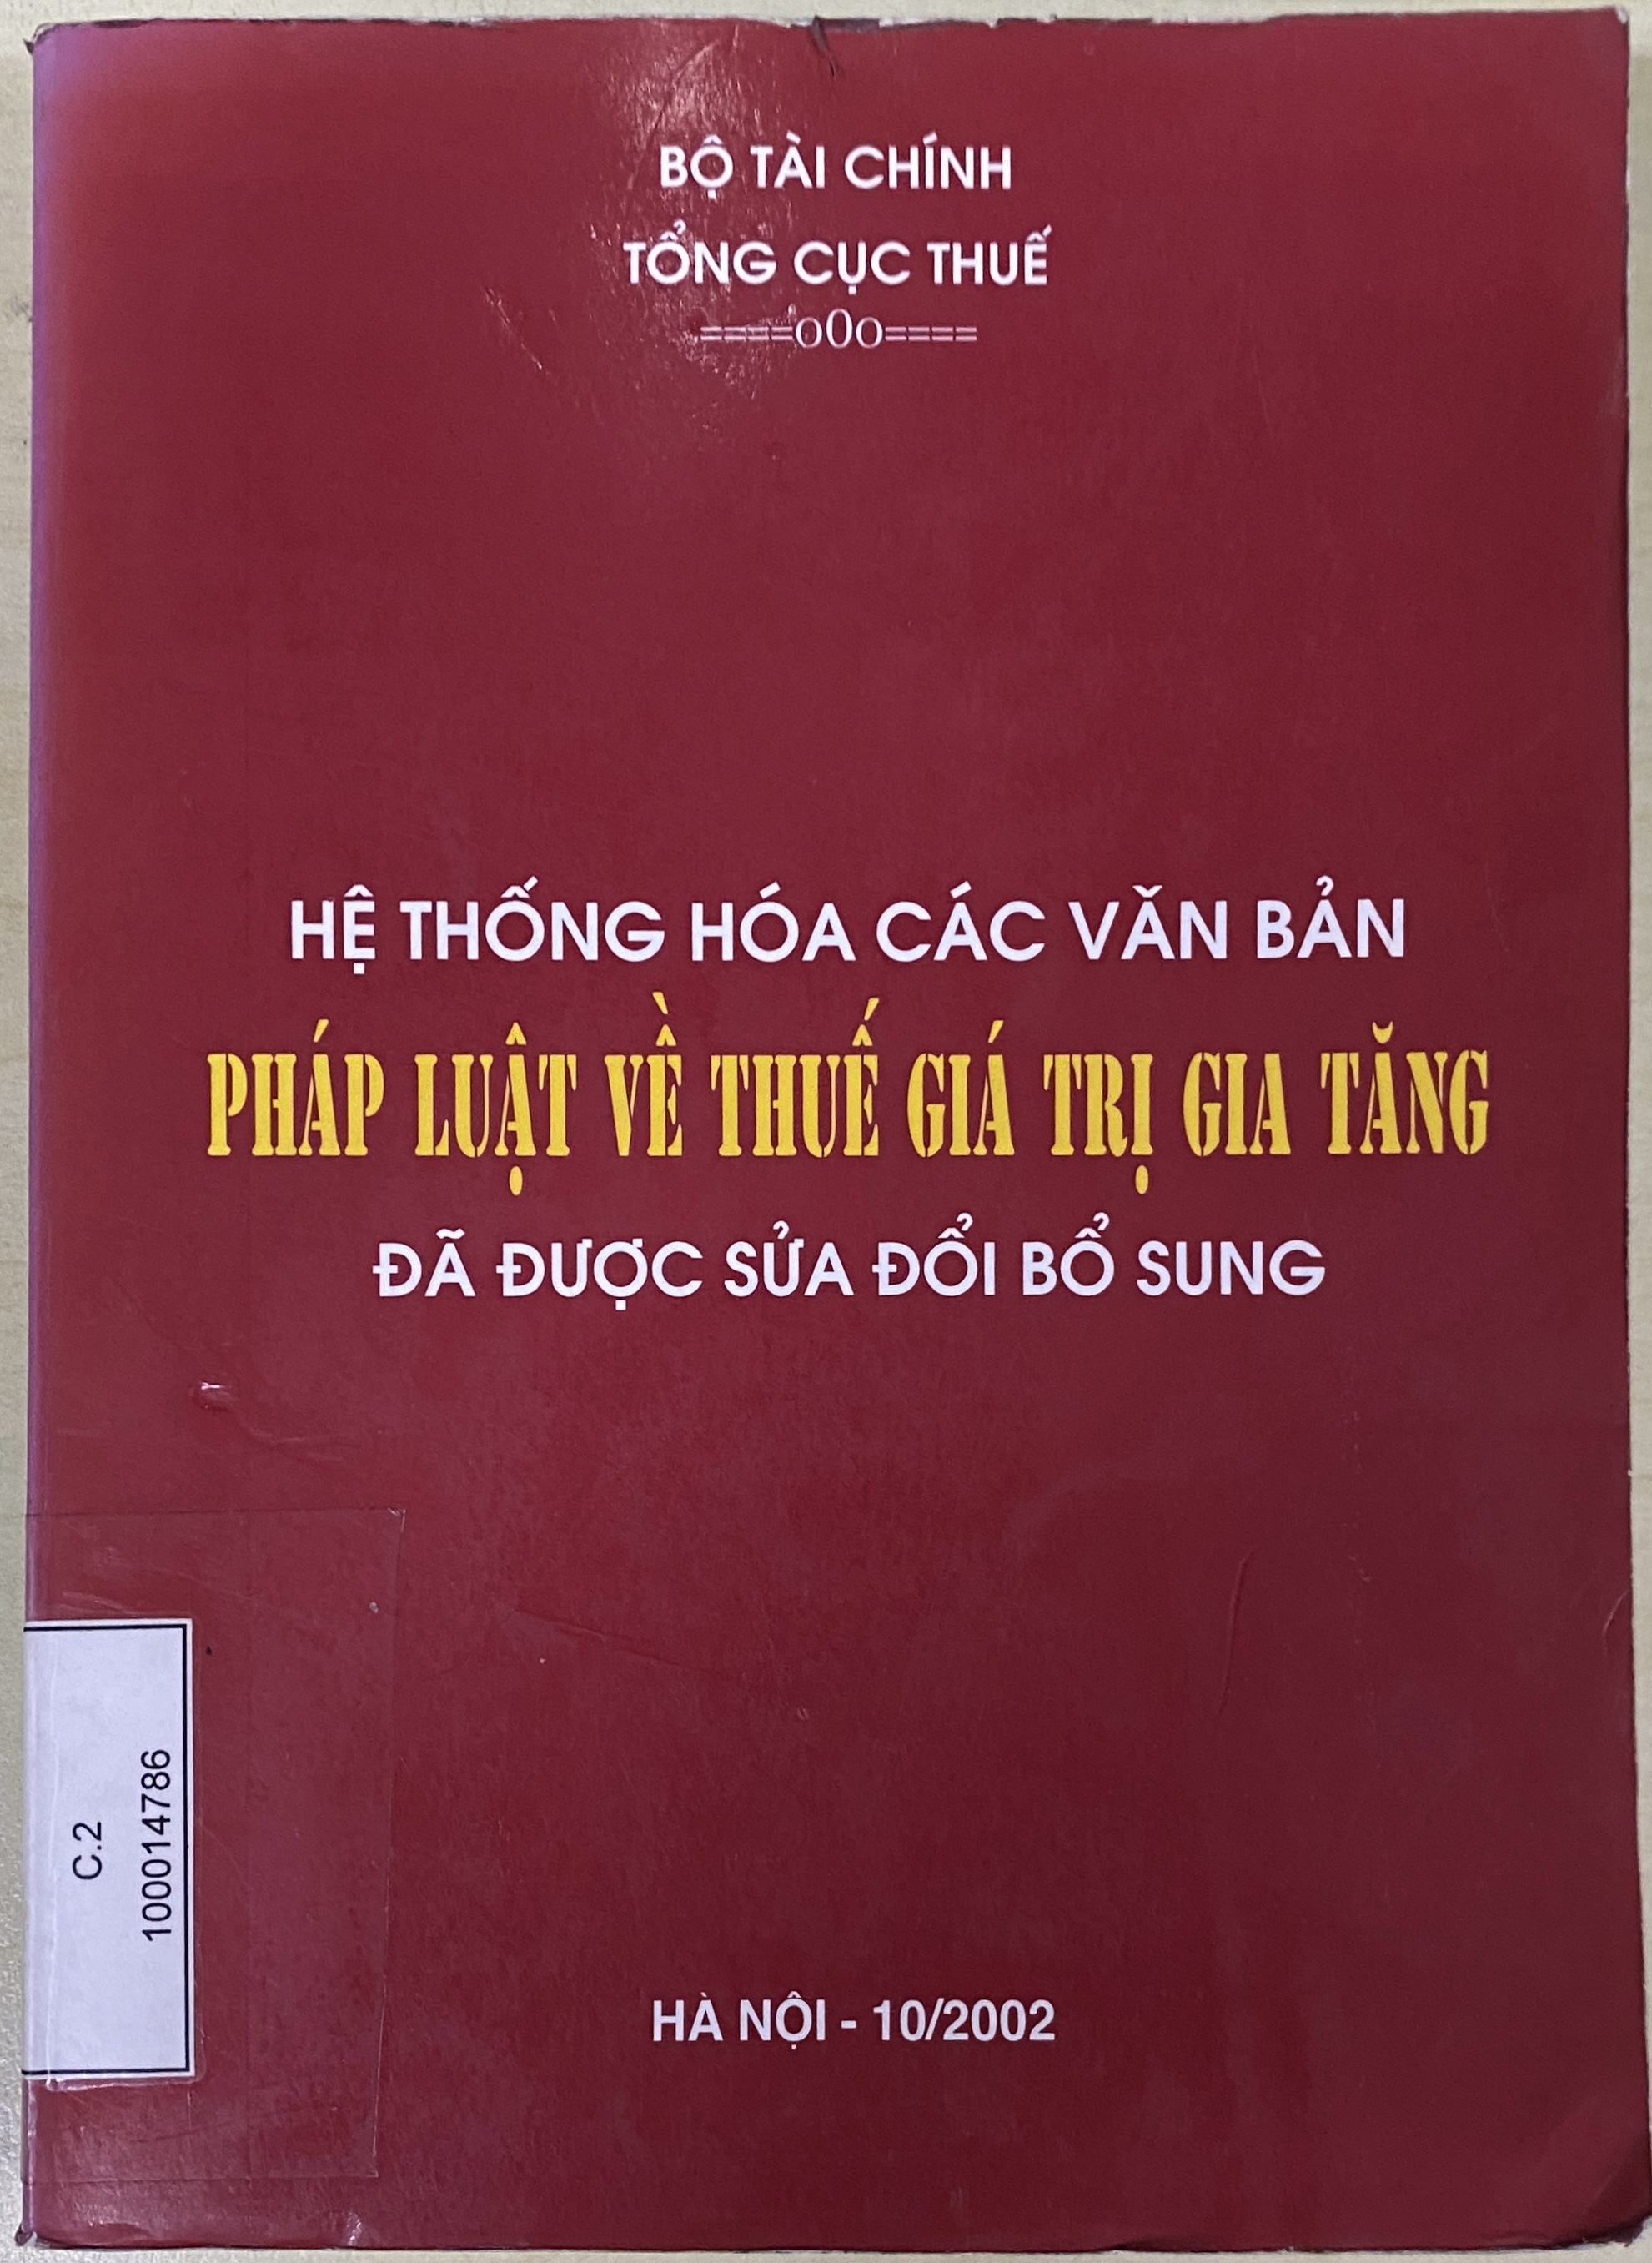 BỘ TÀI CHÍNH
TỔNG CỤC THUẾ
====oOo====
HỆ THỐNG HÓA CÁC VĂN BẢN
PHÁP LUẬT VỀ THUẾ GIÁ TRỊ GIA TĂNG
ĐÃ ĐƯỢC SỬA ĐỔI BỔ SUNG
C.2
100014786
HÀ NỘI - 10/2002